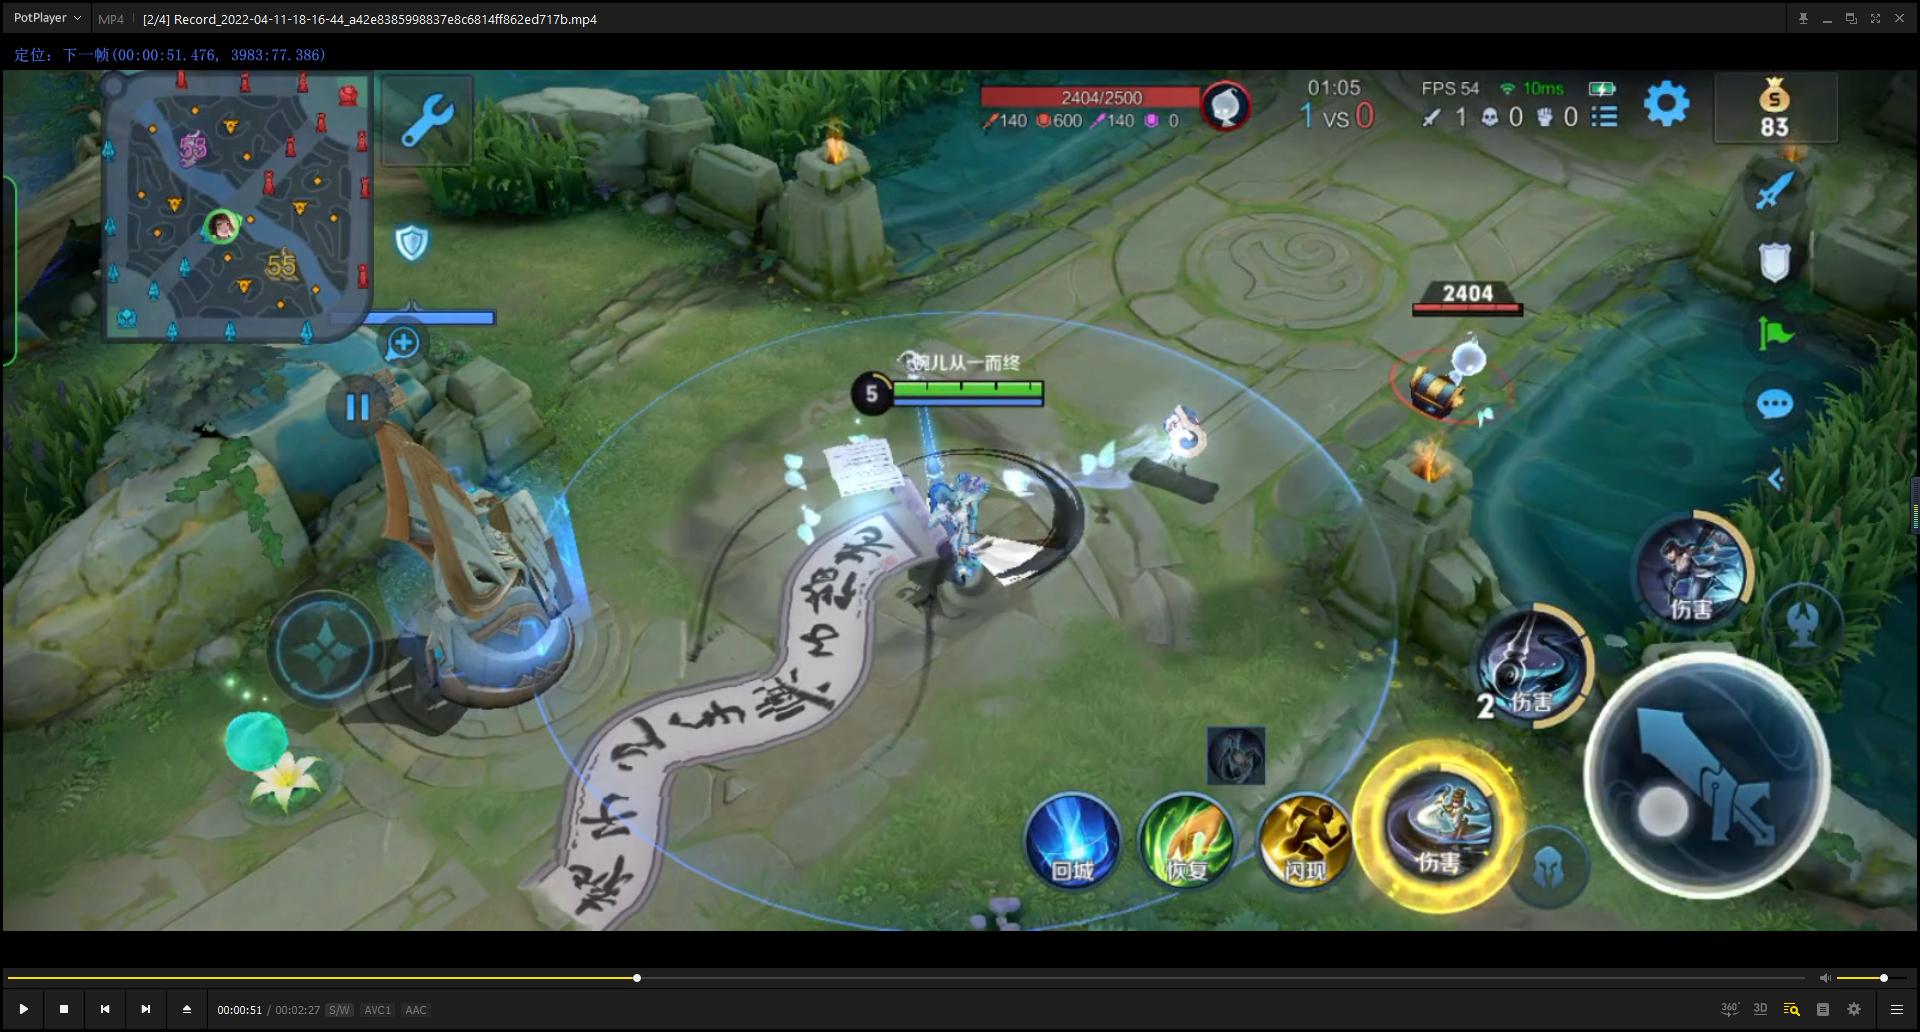 PotPlayer MP4 [2/4] Record_2022-04-11-18-16-44_a42e8385998837e8c6814ff862ed717b.mp4
定位: 下一帧(00:00:51.476, 3983:77.386)
55
55
2404/2500
140 600 140 0
01:05
1 VS 0
FPS 54 10ms
1 0 0
83
2404
婉儿从一而终
5
伤害
2 伤害
伤害
回城
恢复
闪现
00:00:51 / 00:02:27 S/W AVC1 AAC
360° 3D